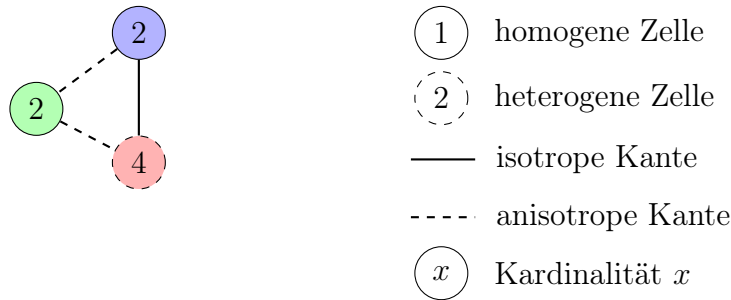 2
2
4
1 homogene Zelle
2 heterogene Zelle
isotrope Kante
anisotrope Kante
x Kardinalität x